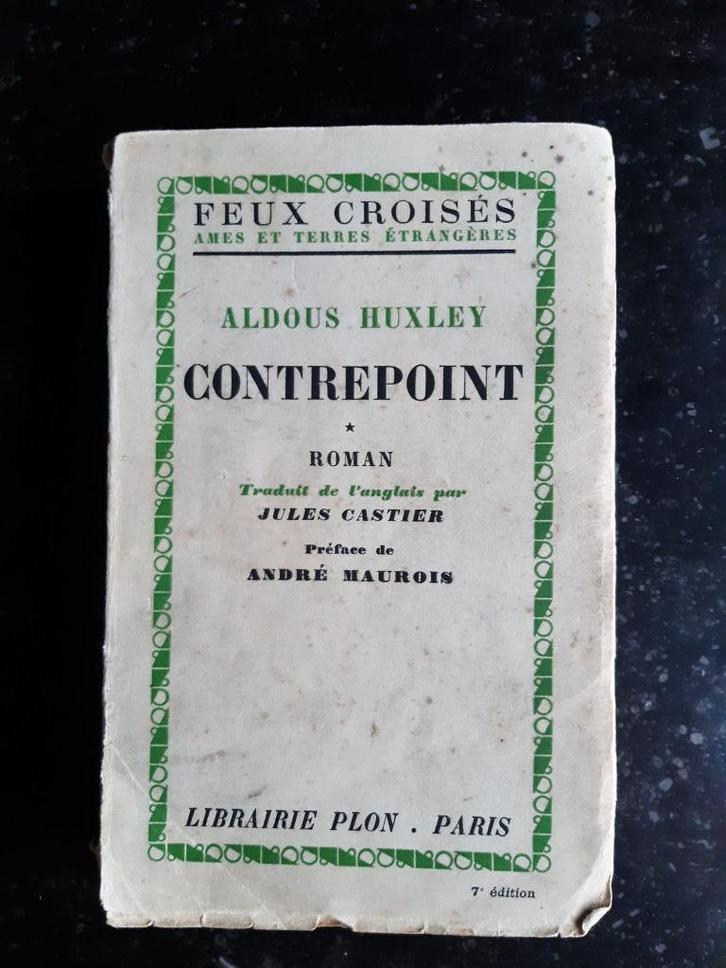 FEUX CROISÉS
AMES ET TERRES ÉTRANGÈRES
ALDOUS HUXLEY
CONTREPOINT
★
ROMAN
Traduit de l'anglais par
JULES CASTIER
Préface de
ANDRÉ MAUROIS
LIBRAIRIE PLON . PARIS
7e édition